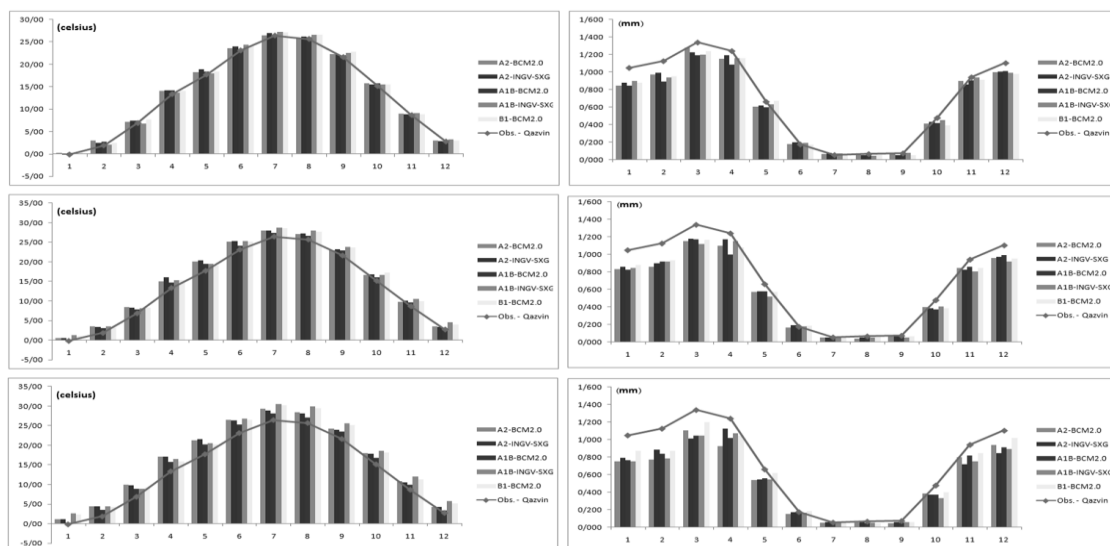 (celsius)
30/00
25/00
20/00
15/00
10/00
5/00
0/00
-5/00
1 2 3 4 5 6 7 8 9 10 11 12
A2-BCM2.0
A2-INGV-SXG
A1B-BCM2.0
A1B-INGV-SXG
B1-BCM2.0
Obs.- Qazvin
(mm)
1/600
1/400
1/200
1/000
0/800
0/600
0/400
0/200
0/000
1 2 3 4 5 6 7 8 9 10 11 12
A2-BCM2.0
A2-INGV-SXG
A1B-BCM2.0
A1B-INGV-SXG
B1-BCM2.0
Obs.- Qazvin
(celsius)
35/00
30/00
25/00
20/00
15/00
10/00
5/00
0/00
-5/00
1 2 3 4 5 6 7 8 9 10 11 12
A2-BCM2.0
A2-INGV-SXG
A1B-BCM2.0
A1B-INGV-SXG
B1-BCM2.0
Obs.- Qazvin
(mm)
1/600
1/400
1/200
1/000
0/800
0/600
0/400
0/200
0/000
1 2 3 4 5 6 7 8 9 10 11 12
A2-BCM2.0
A2-INGV-SXG
A1B-BCM2.0
A1B-INGV-SXG
B1-BCM2.0
Obs.- Qazvin
(celsius)
35/00
30/00
25/00
20/00
15/00
10/00
5/00
0/00
-5/00
1 2 3 4 5 6 7 8 9 10 11 12
A2-BCM2.0
A2-INGV-SXG
A1B-BCM2.0
A1B-INGV-SXG
B1-BCM2.0
Obs.- Qazvin
(mm)
1/600
1/400
1/200
1/000
0/800
0/600
0/400
0/200
0/000
1 2 3 4 5 6 7 8 9 10 11 12
A2-BCM2.0
A2-INGV-SXG
A1B-BCM2.0
A1B-INGV-SXG
B1-BCM2.0
Obs.- Qazvin